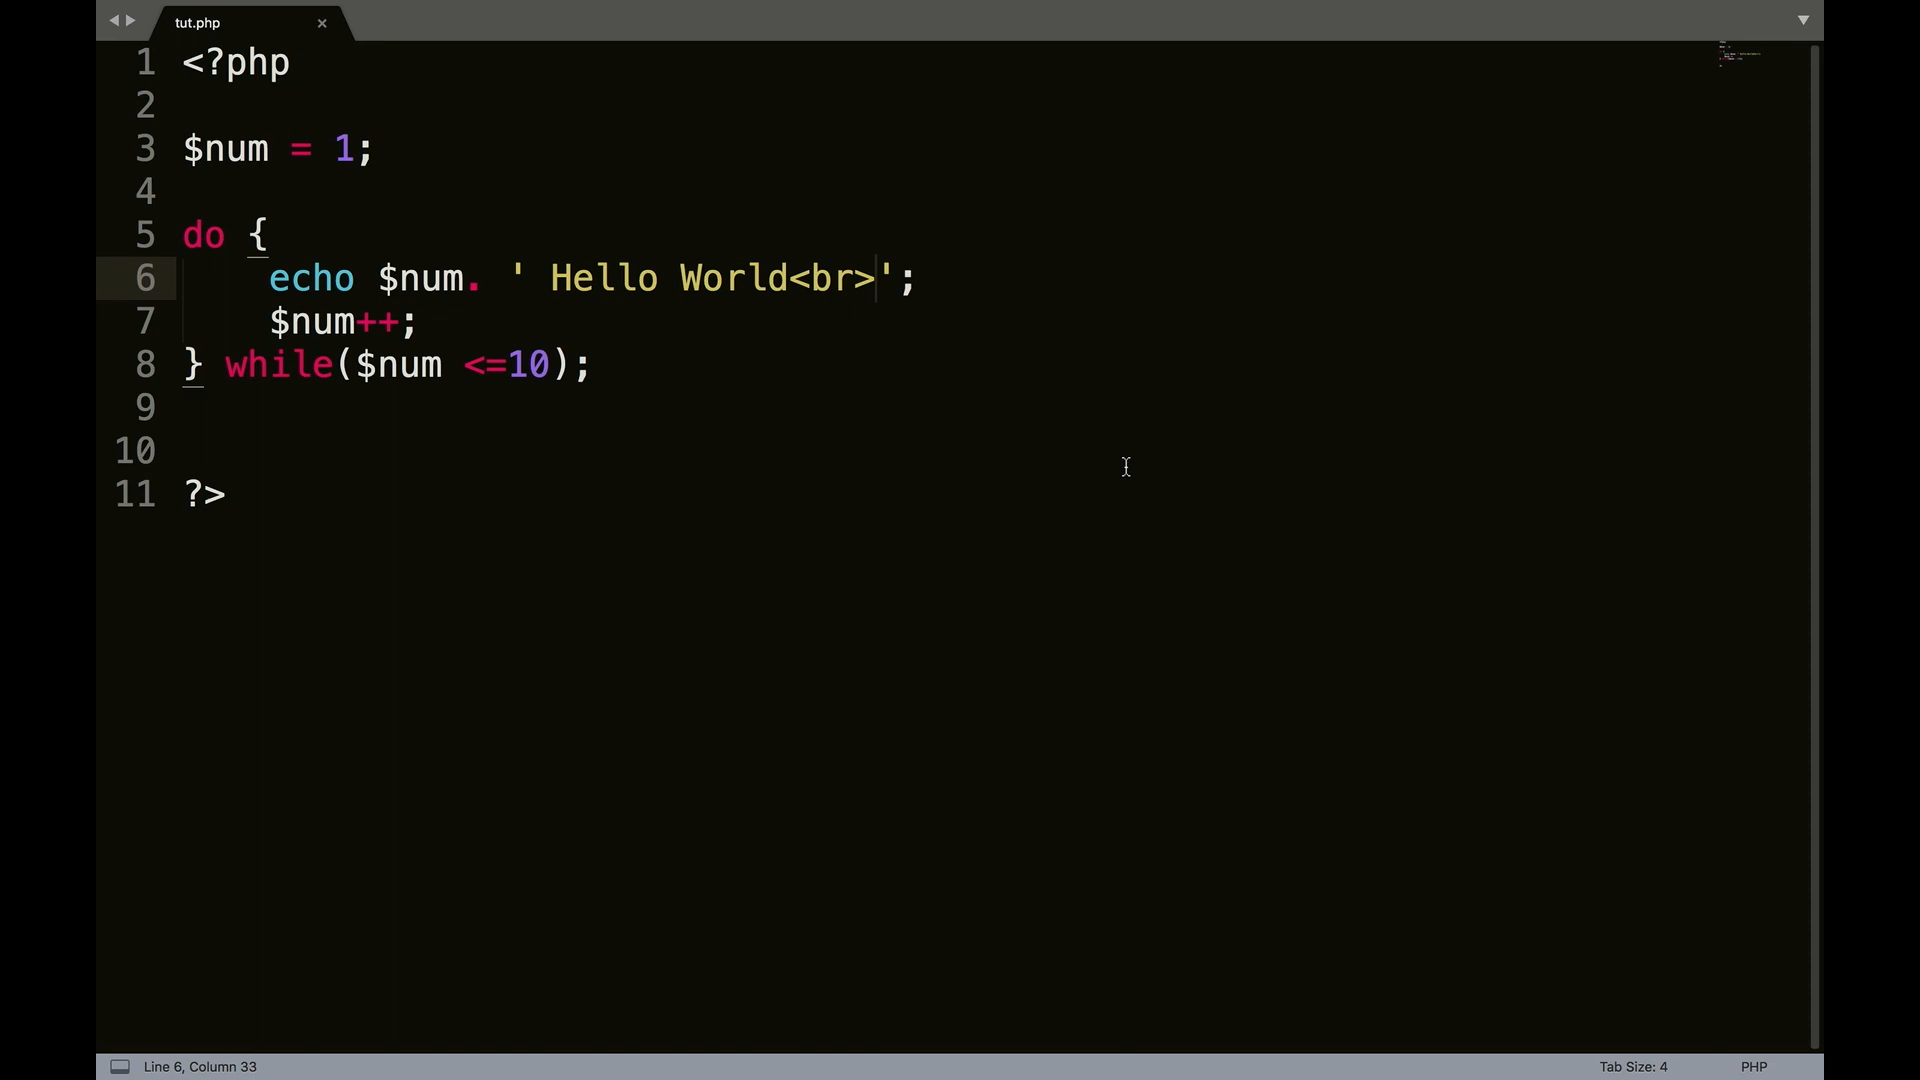 tut.php ×
1 <?php
2
3 $num = 1;
4
5 do {
6     echo $num. ' Hello World<br>';
7     $num++;
8 } while($num <=10);
9
10
11 ?>
Line 6, Column 33 Tab Size: 4 PHP